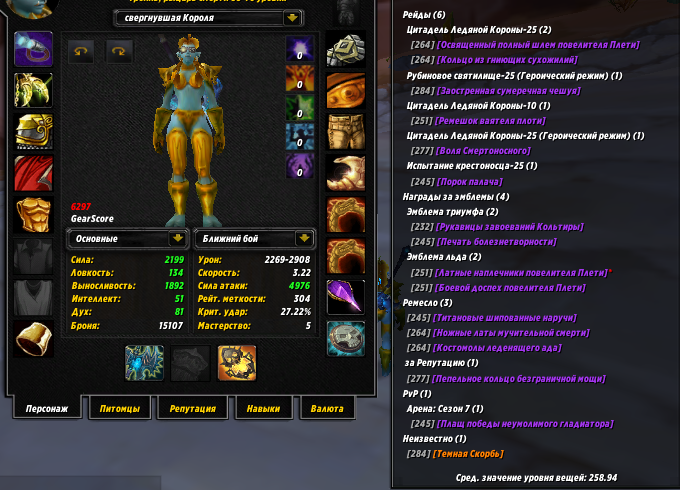 свергнувшая Короля
0
0
0
0
0
6297
GearScore
Основные
Ближний бой
Сила: 2199
Ловкость: 134
Выносливость: 1892
Интеллект: 51
Дух: 81
Броня: 15107
Урон: 2269-2908
Скорость: 3.22
Сила атаки: 4976
Рейт. меткости: 304
Крит. удар: 27.22%
Мастерство: 5
Персонаж
Питомцы
Репутация
Навыки
Валюта
Рейды (6)
Цитадель Ледяной Короны-25 (2)
[264] [Освященный полный шлем повелителя Плети]
[264] [Кольцо из гниющих сухожилий]
Рубиновое святилище-25 (Героический режим) (1)
[284] [Заостренная сумеречная чешуя]
Цитадель Ледяной Короны-10 (1)
[251] [Ремешок ваятеля плоти]
Цитадель Ледяной Короны-25 (Героический режим) (1)
[277] [Воля Смертоносного]
Испытание крестоносца-25 (1)
[245] [Порок палача]
Награды за эмблемы (4)
Эмблема триумфа (2)
[232] [Рукавицы завоеваний Кольтиры]
[245] [Печать болезнетворности]
Эмблема льда (2)
[251] [Латные наплечники повелителя Плети]*
[251] [Боевой доспех повелителя Плети]
Ремесло (3)
[245] [Титановые шипованные наручи]
[264] [Ножные латы мучительной смерти]
[264] [Костомолы леденящего ада]
за Репутацию (1)
[277] [Пепельное кольцо безграничной мощи]
PvP (1)
Арена: Сезон 7 (1)
[245] [Плащ победы неумолимого гладиатора]
Неизвестно (1)
[284] [Темная Скорбь]
Сред. значение уровня вещей: 258.94